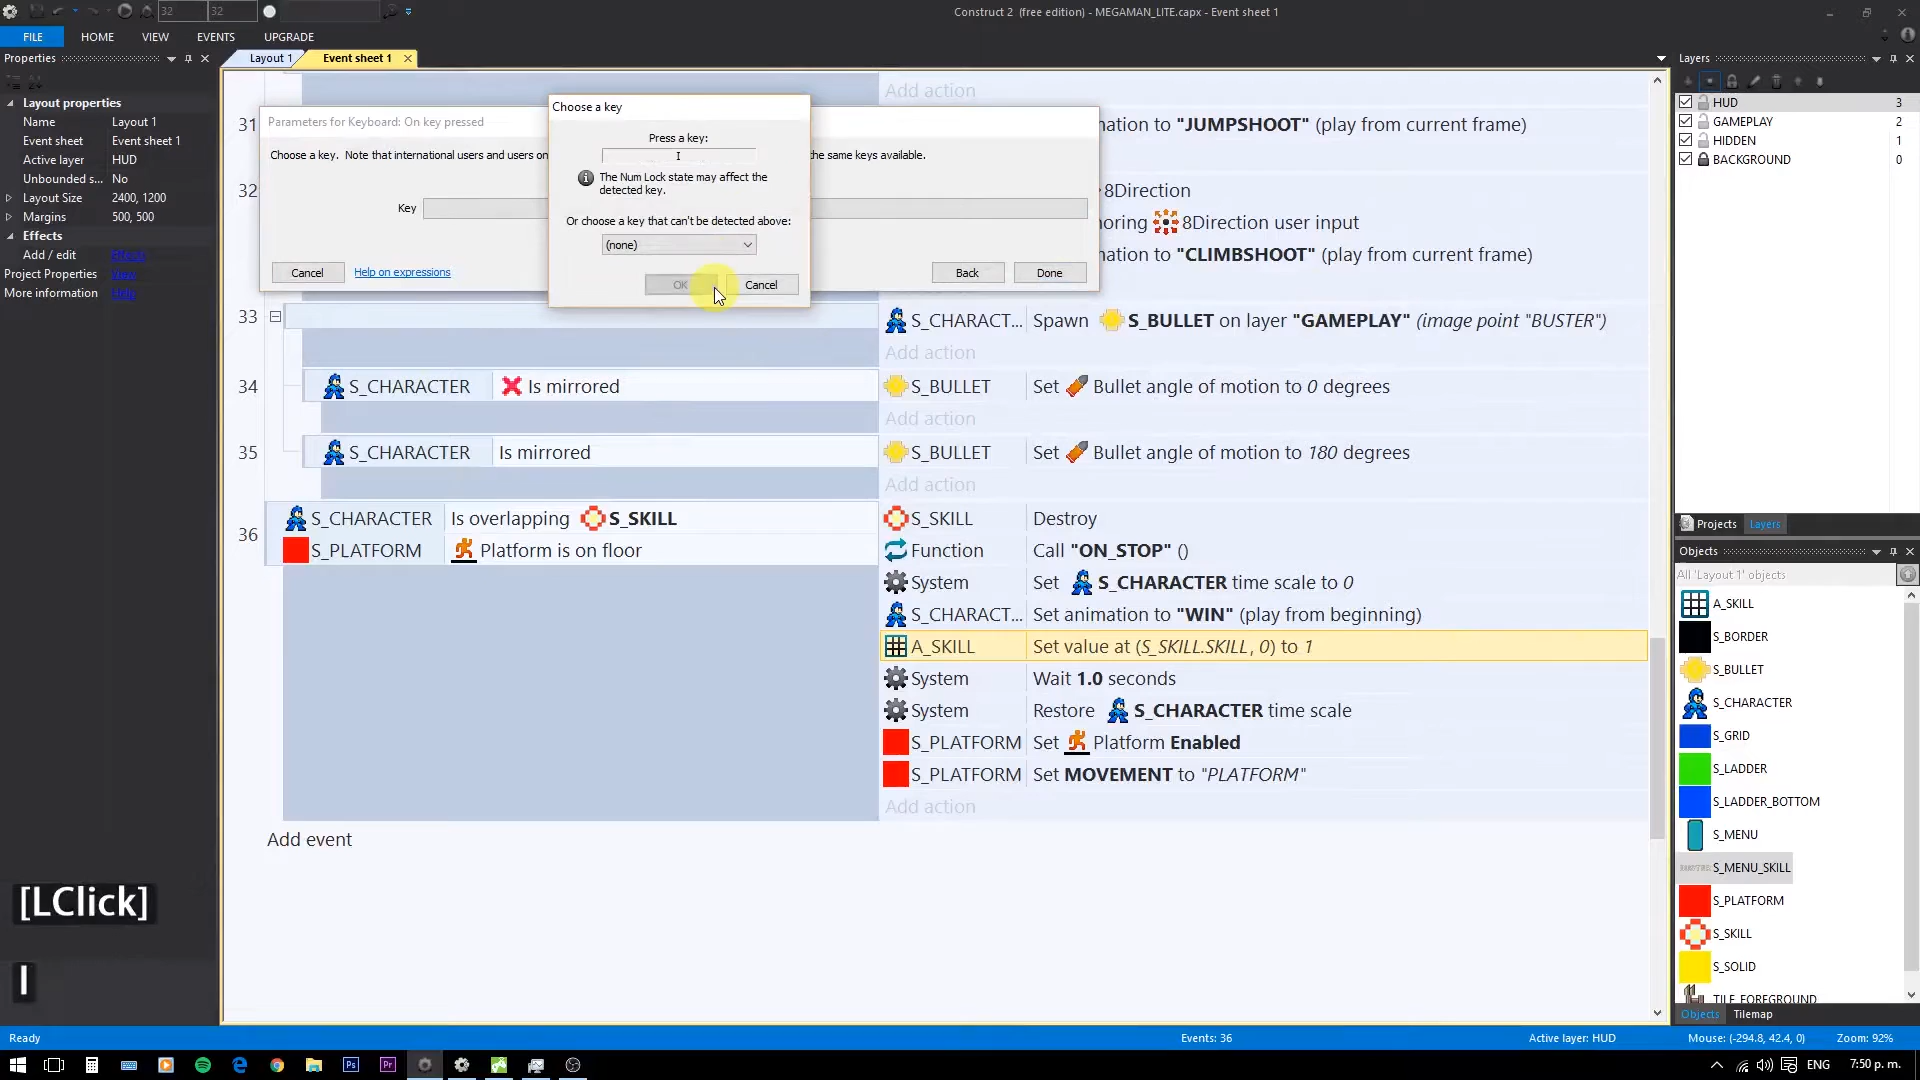 32
32
Construct 2  (free edition) - MEGAMAN_LITE.capx - Event sheet 1
FILE
HOME
VIEW
EVENTS
UPGRADE
Properties
Layout 1
Event sheet 1
Layers
Layout properties
Name Layout 1
Event sheet Event sheet 1
Active layer HUD
Unbounded s... No
Layout Size 2400, 1200
Margins 500, 500
Effects
Add / edit Effects
Project Properties View
More information Help
Add action
31
ation to "JUMPSHOOT" (play from current frame)
Parameters for Keyboard: On key pressed
Choose a key.  Note that international users and users on
the same keys available.
Key
Cancel
Help on expressions
Back
Done
Choose a key
Press a key:
I
The Num Lock state may affect the
detected key.
Or choose a key that can't be detected above:
(none)
OK
Cancel
32
8Direction
noring 8Direction user input
mation to "CLIMBSHOOT" (play from current frame)
33
S_CHARACT... Spawn S_BULLET on layer "GAMEPLAY" (image point "BUSTER")
Add action
34 S_CHARACTER Is mirrored
S_BULLET Set Bullet angle of motion to 0 degrees
Add action
35 S_CHARACTER Is mirrored
S_BULLET Set Bullet angle of motion to 180 degrees
Add action
36
S_CHARACTER Is overlapping S_SKILL
S_PLATFORM Platform is on floor
S_SKILL Destroy
Function Call "ON_STOP" ()
System Set S_CHARACTER time scale to 0
S_CHARACT... Set animation to "WIN" (play from beginning)
A_SKILL Set value at (S_SKILL.SKILL, 0) to 1
System Wait 1.0 seconds
System Restore S_CHARACTER time scale
S_PLATFORM Set Platform Enabled
S_PLATFORM Set MOVEMENT to "PLATFORM"
Add action
Add event
HUD 3
GAMEPLAY 2
HIDDEN 1
BACKGROUND 0
Projects
Layers
Objects
All 'Layout 1' objects
A_SKILL
S_BORDER
S_BULLET
S_CHARACTER
S_GRID
S_LADDER
S_LADDER_BOTTOM
S_MENU
S_MENU_SKILL
S_PLATFORM
S_SKILL
S_SOLID
TILE_FOREGROUND
Objects
Tilemap
[LClick]
I
Ready
Events: 36
Active layer: HUD
Mouse: (-294.8, 42.4, 0)
Zoom: 92%
Ps
Pr
ENG
7:50 p. m.